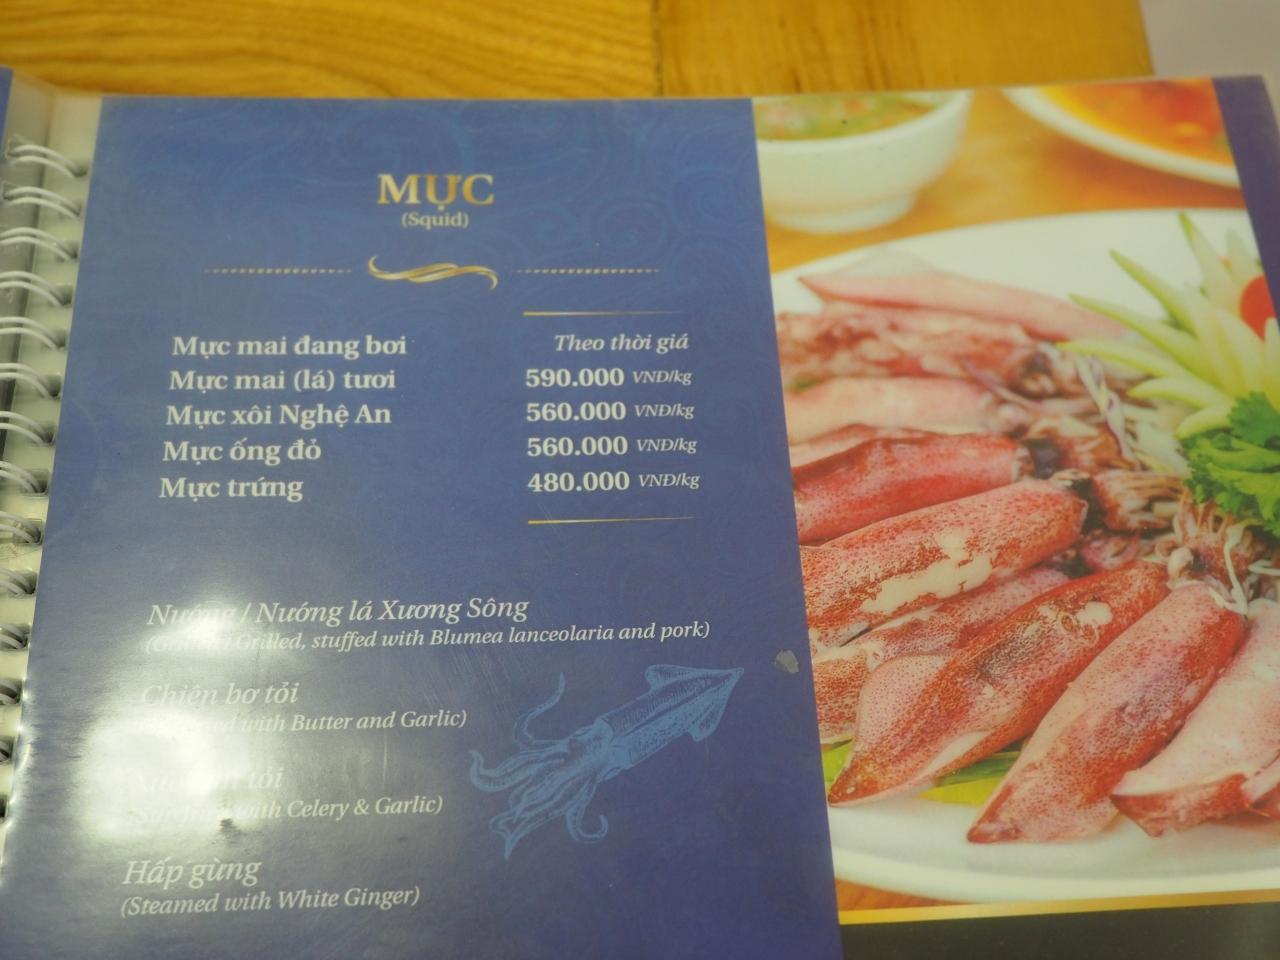 MỰC
(Squid)
Mực mai đang bơi Theo thời giá
Mực mai (lá) tươi 590.000 VNĐ/kg
Mực xôi Nghệ An 560.000 VNĐ/kg
Mực ống đỏ 560.000 VNĐ/kg
Mực trứng 480.000 VNĐ/kg
Nướng / Nướng lá Xương Sông
Grilled, stuffed with Blumea lanceolaria and pork)
Chiên bơ tỏi
with Butter and Garlic)
tỏi
with Celery & Garlic)
Hấp gừng
(Steamed with White Ginger)